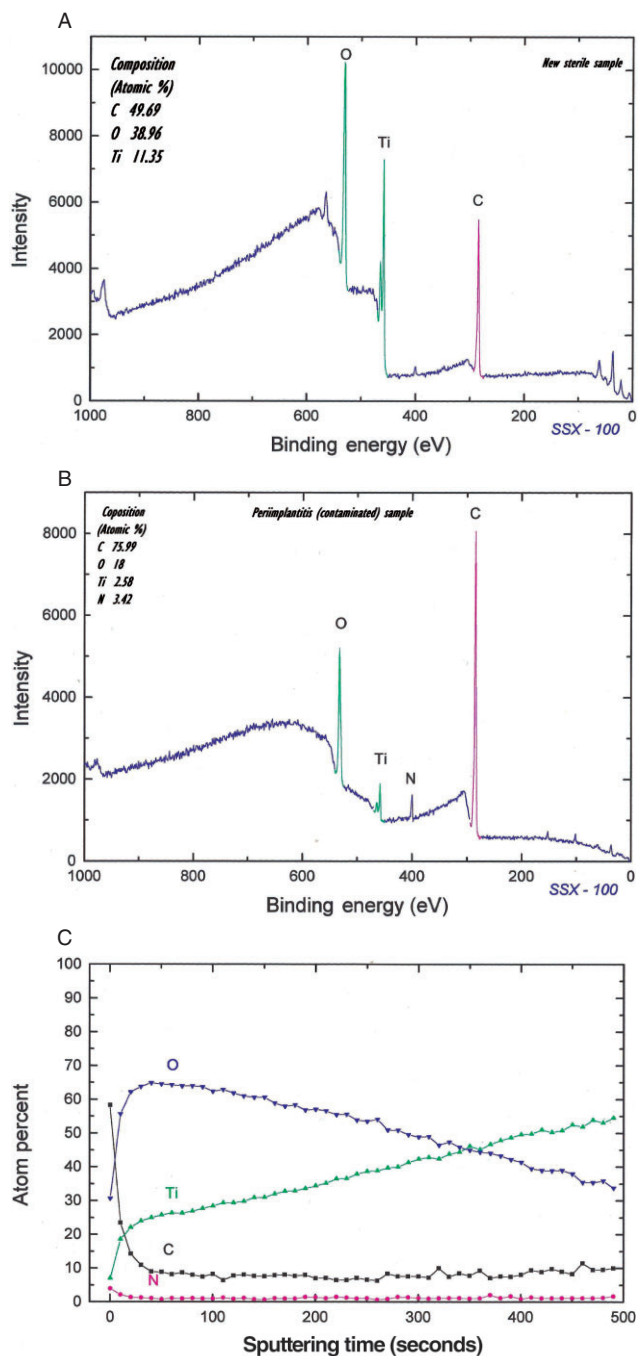 A
Composition
(Atomic %)
C 49.69
O 38.96
Ti 11.35
New sterile sample
O
Ti
C
10000
8000
6000
4000
2000
0
Intensity
1000 800 600 400 200 0
Binding energy (eV)
SSX - 100
B
Coposition
(Atomic %)
C 75.99
O 18
Ti 2.58
N 3.42
Periimplantitis (contaminated) sample
C
O
Ti
N
8000
6000
4000
2000
0
Intensity
1000 800 600 400 200 0
Binding energy (eV)
SSX - 100
C
100
90
80
70
60
50
40
30
20
10
0
Atom percent
O
Ti
C
N
0 100 200 300 400 500
Sputtering time (seconds)